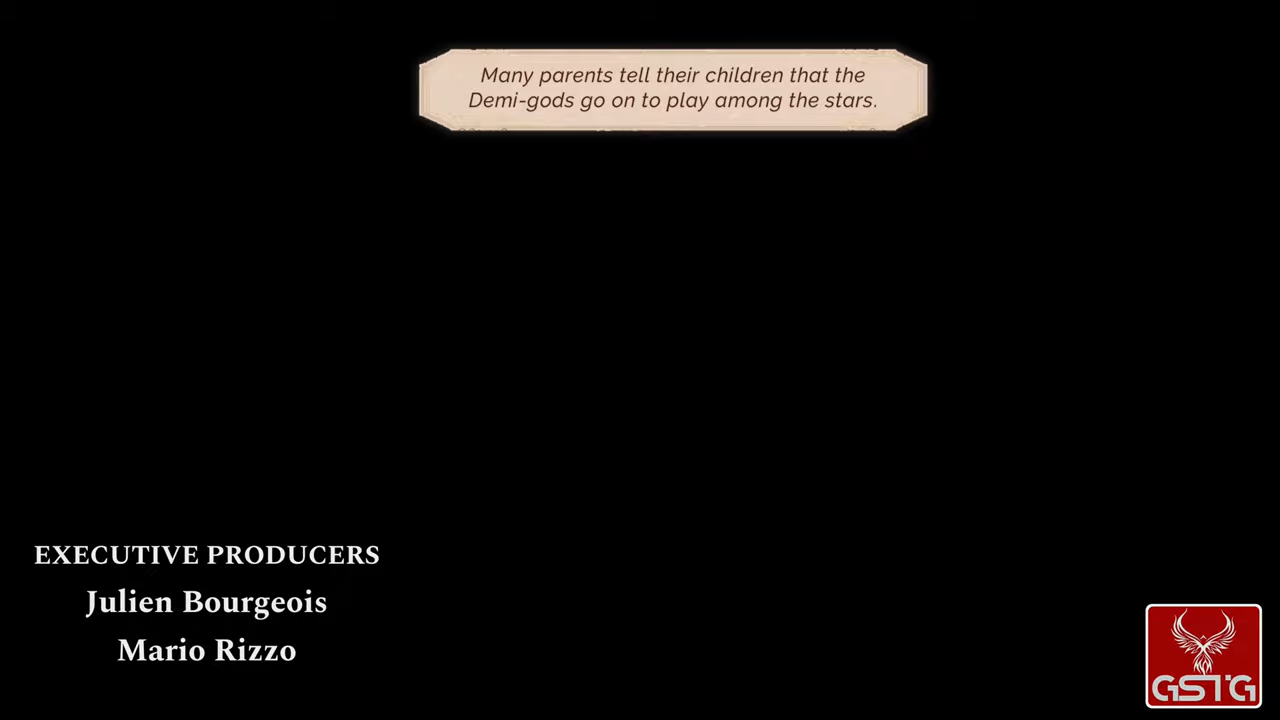 Many parents tell their children that the
Demi-gods go on to play among the stars.
EXECUTIVE PRODUCERS
Julien Bourgeois
Mario Rizzo
GSTG